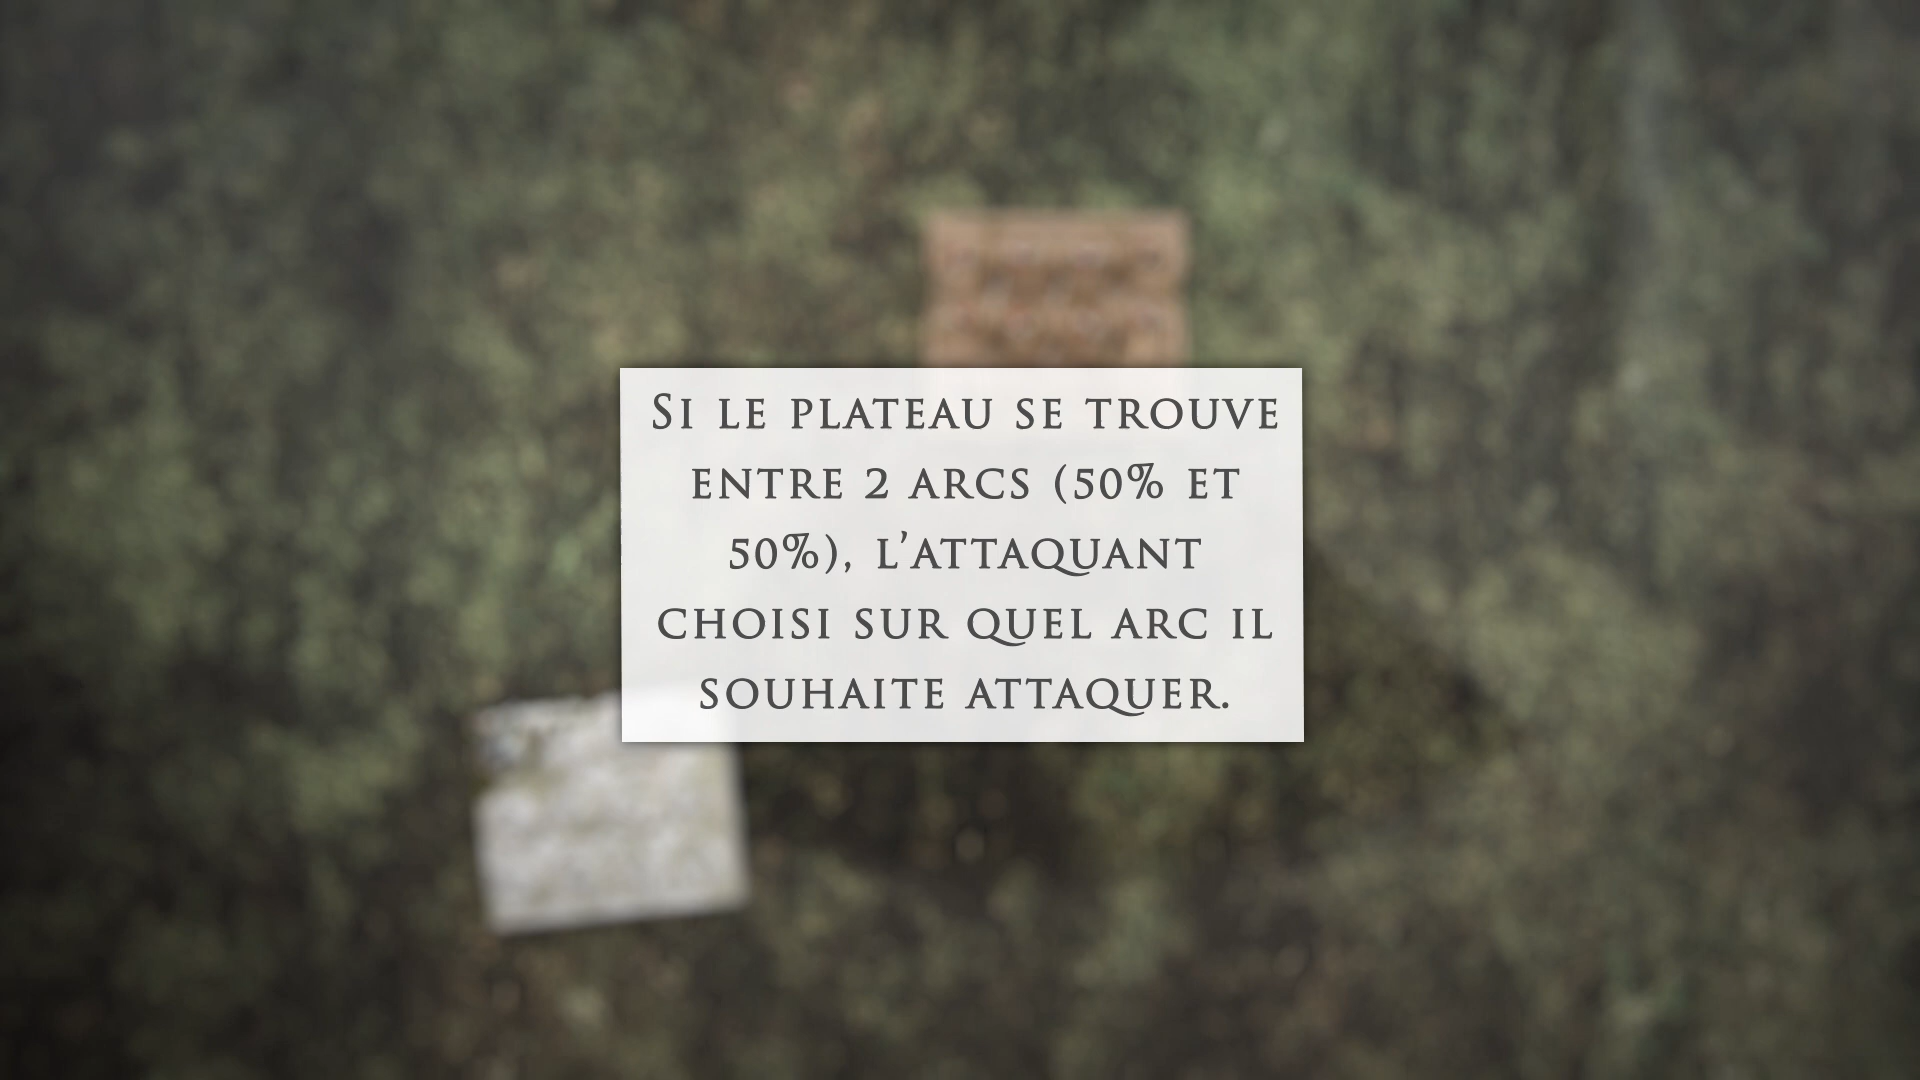 Si le plateau se trouve
entre 2 arcs (50% et
50%), l’attaquant
choisi sur quel arc il
souhaite attaquer.